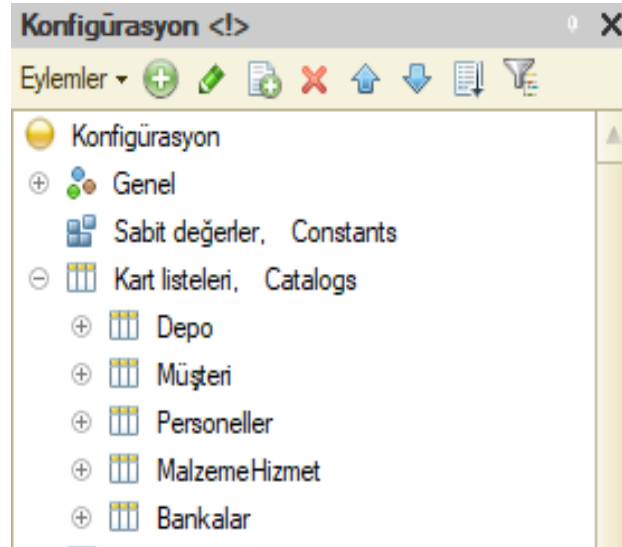 Konfigürasyon <!>
Eylemler
Konfigürasyon
Genel
Sabit değerler, Constants
Kart listeleri, Catalogs
Depo
Müşteri
Personeller
MalzemeHizmet
Bankalar